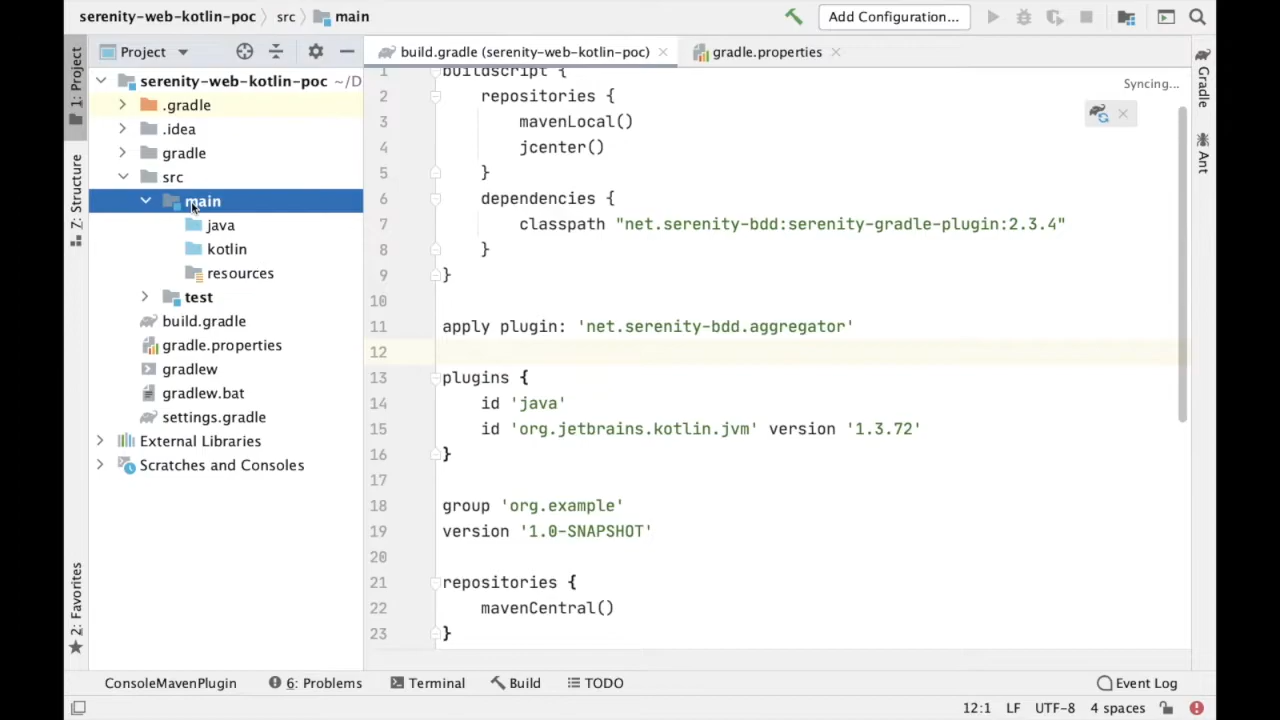 serenity-web-kotlin-poc
src
main
Add Configuration...
1: Project
Project
build.gradle (serenity-web-kotlin-poc)
gradle.properties
Z: Structure
2: Favorites
serenity-web-kotlin-poc ~/D
.gradle
.idea
gradle
src
main
java
kotlin
resources
test
build.gradle
gradle.properties
gradlew
gradlew.bat
settings.gradle
External Libraries
Scratches and Consoles
1 buildscript {
2 repositories {
3 mavenLocal()
4 jcenter()
5 }
6 dependencies {
7 classpath "net.serenity-bdd:serenity-gradle-plugin:2.3.4"
8 }
9 }
10
11 apply plugin: 'net.serenity-bdd.aggregator'
12
13 plugins {
14 id 'java'
15 id 'org.jetbrains.kotlin.jvm' version '1.3.72'
16 }
17
18 group 'org.example'
19 version '1.0-SNAPSHOT'
20
21 repositories {
22 mavenCentral()
23 }
Syncing...
Gradle
Ant
ConsoleMavenPlugin
6: Problems
Terminal
Build
TODO
Event Log
12:1
LF
UTF-8
4 spaces